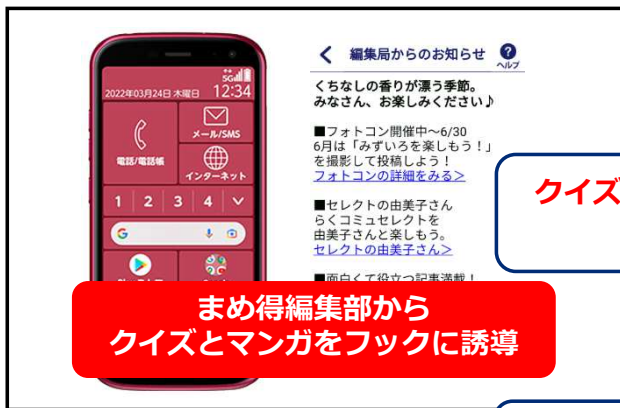 5G
2022年03月24日 木曜日 12:34
電話/電話帳
メール/SMS
インターネット
1 2 3 4
G
編集局からのお知らせ
?
ヘルプ
くちなしの香りが漂う季節。
みなさん、お楽しみください♪
■フォトコン開催中～6/30
6月は「みずいろを楽しもう！」
を撮影して投稿しよう！
フォトコンの詳細をみる＞
■セレクトの由美子さん
らくコミュセレクトを
由美子さんと楽しもう。
セレクトの由美子さん＞
■面白くて役立つ記事満載！
クイズ
まめ得編集部から
クイズとマンガをフックに誘導